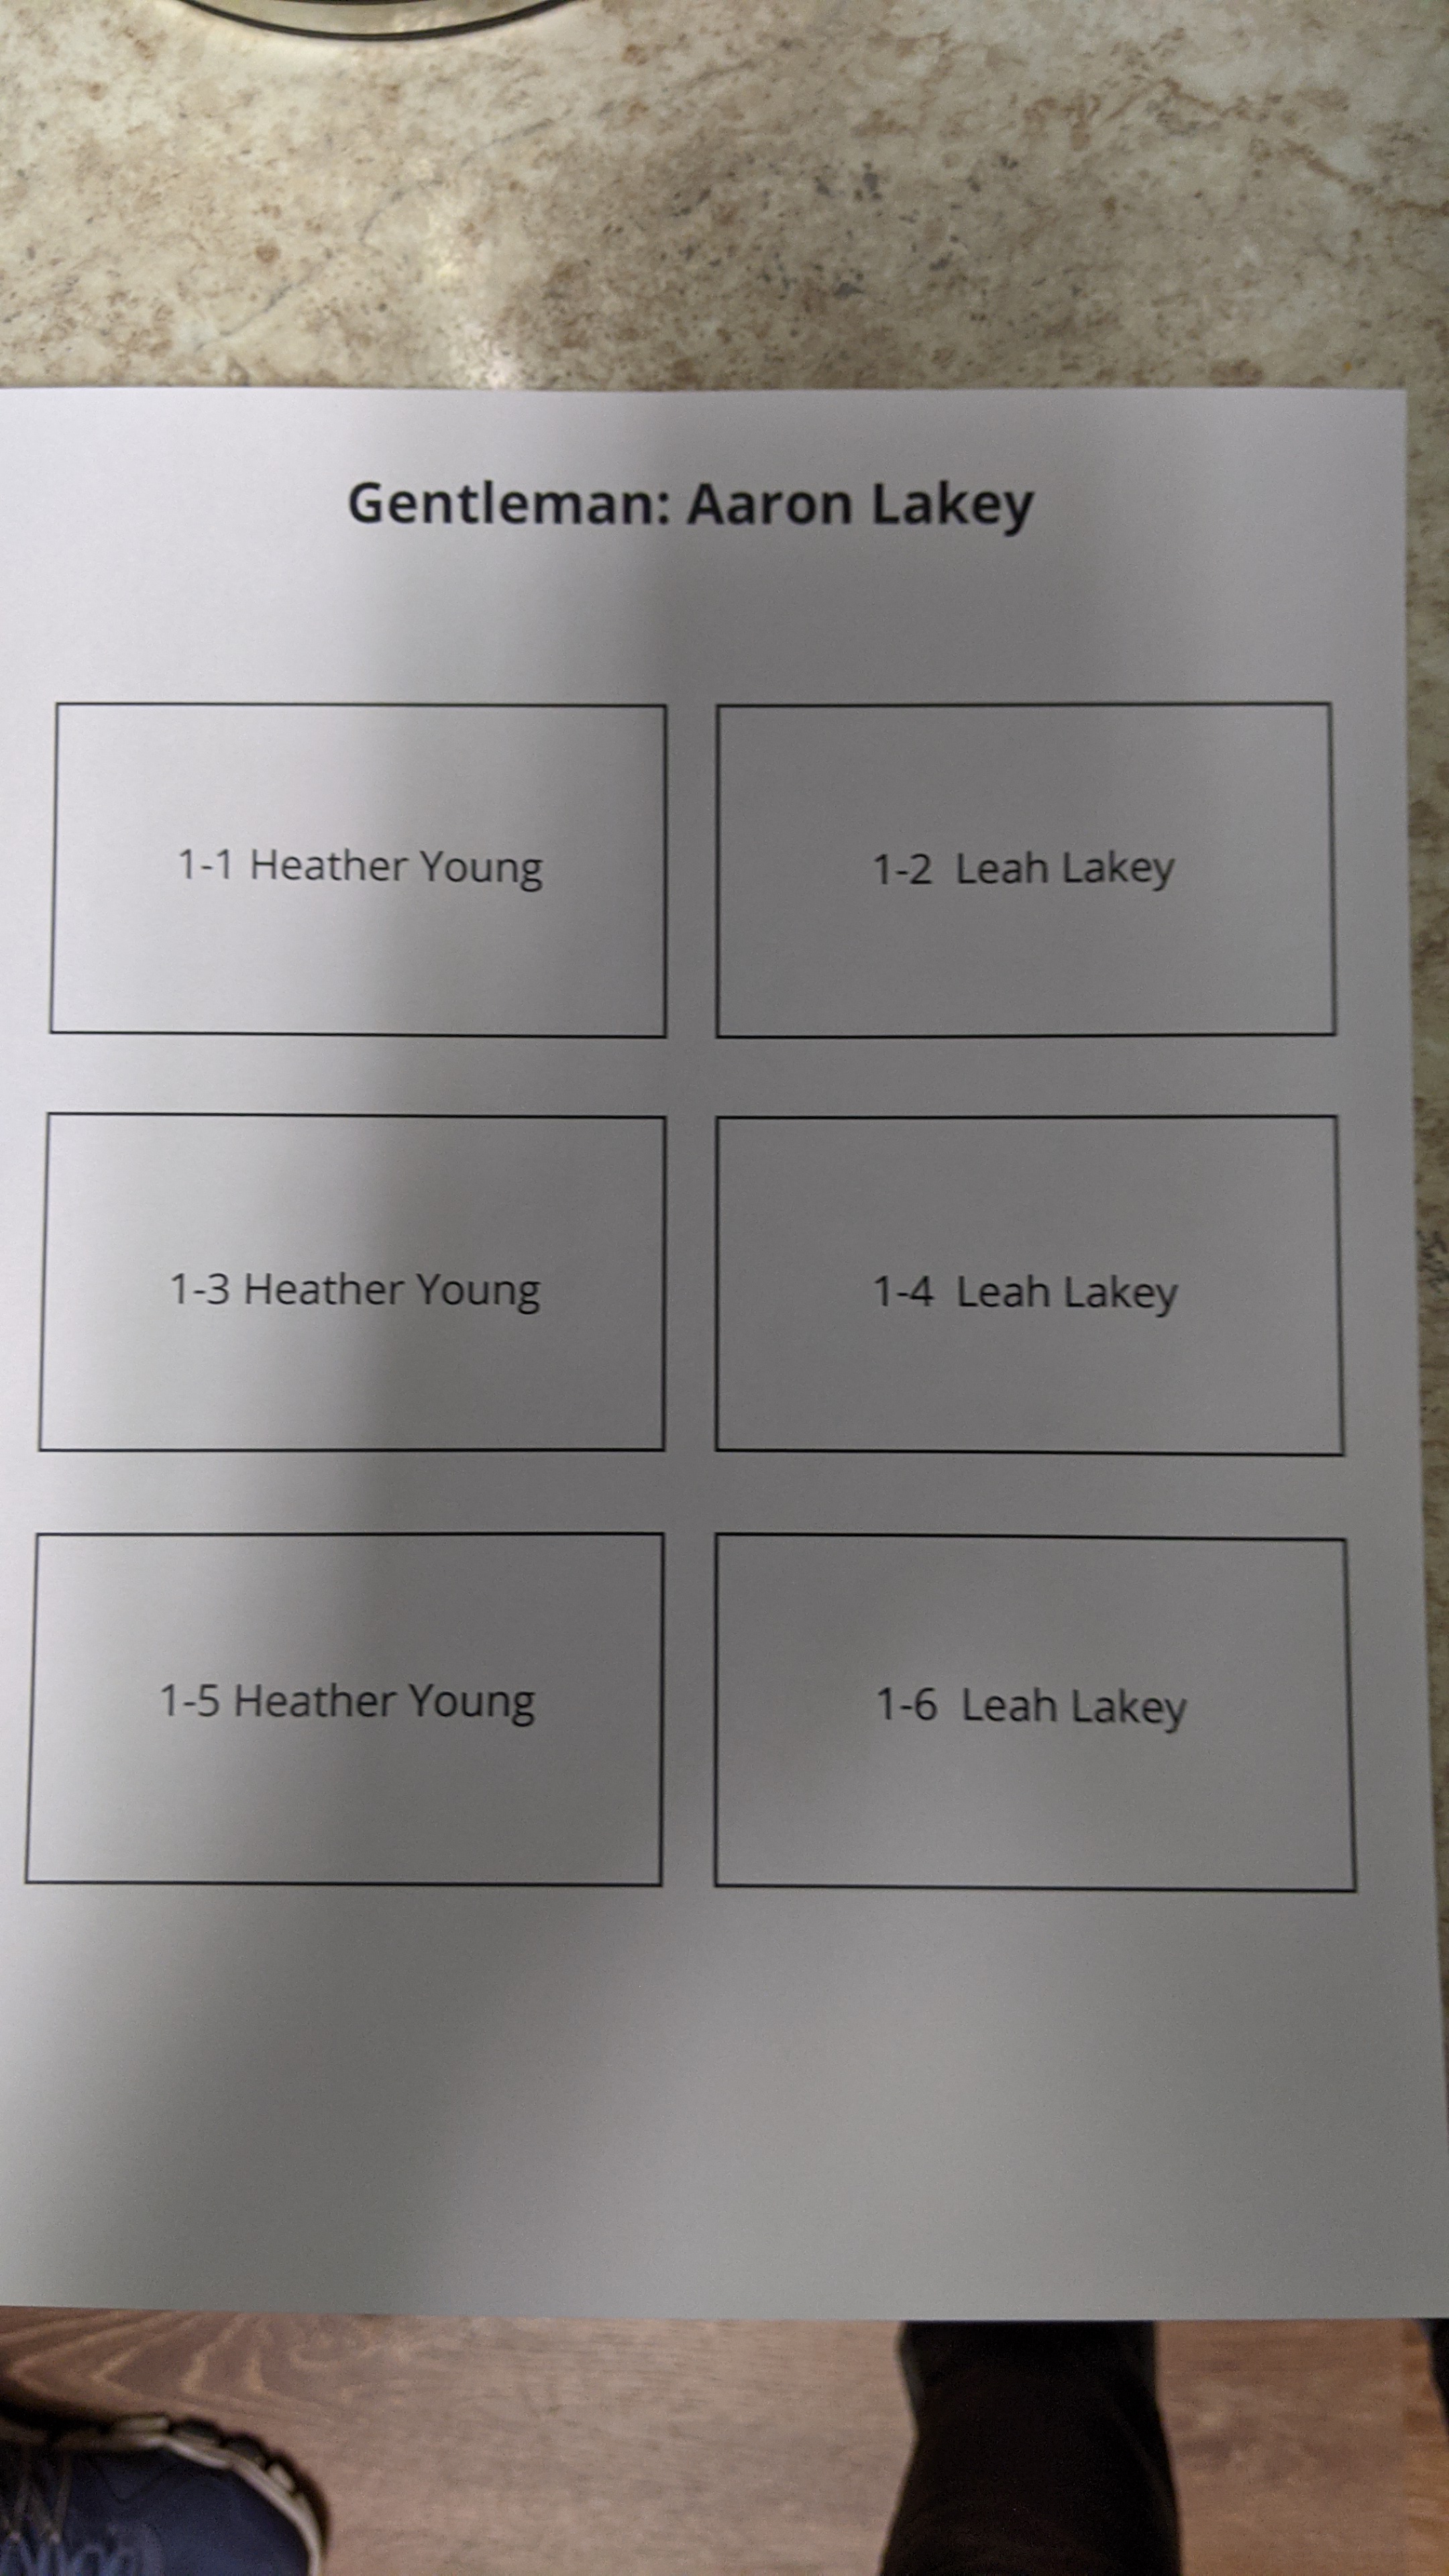 Gentleman: Aaron Lakey
1-1 Heather Young
1-2 Leah Lakey
1-3 Heather Young
1-4 Leah Lakey
1-5 Heather Young
1-6 Leah Lakey